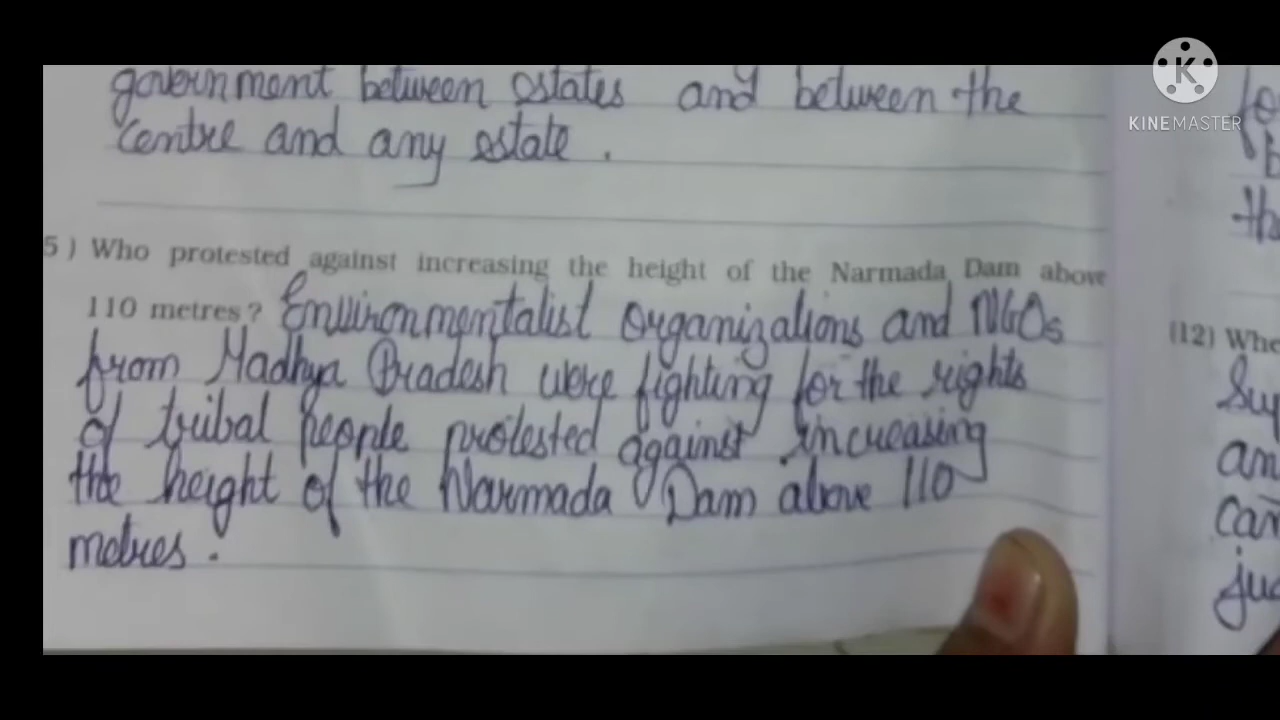 government between states and between the
centre and any state .
5 ) Who protested against increasing the height of the Narmada Dam above
110 metres ? Environmentalist Organizations and NGOs
from Madhya Pradesh were fighting for the rights
of tribal people protested against increasing
the height of the Narmada Dam above 110
metres .
(12)
KINEMASTER